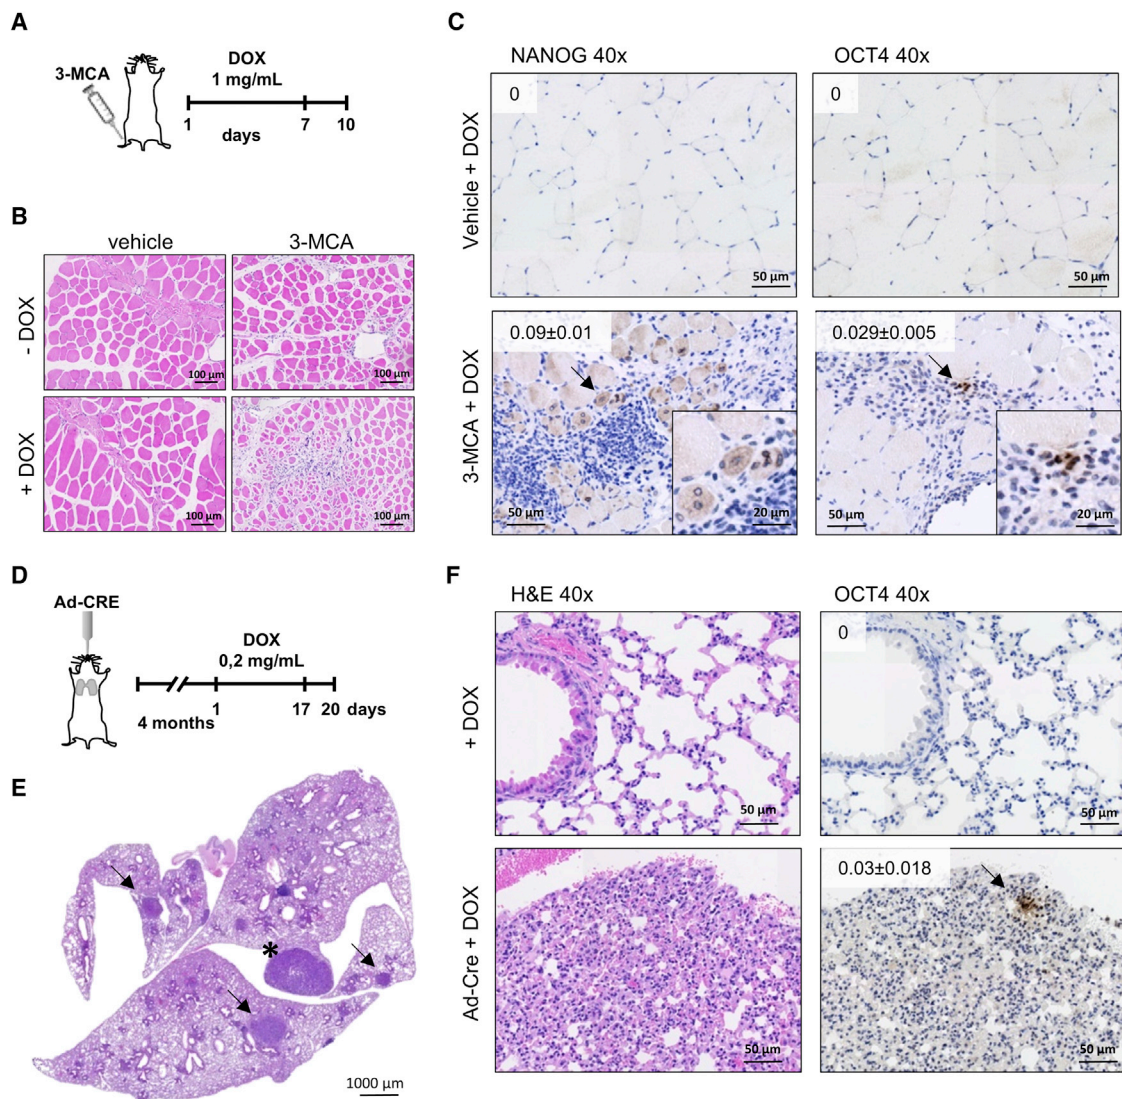 A
3-MCA
DOX
1 mg/mL
1 7 10
days
B
vehicle 3-MCA
- DOX
100 µm 100 µm
+ DOX
100 µm 100 µm
C
NANOG 40x OCT4 40x
Vehicle + DOX
0 0
50 µm 50 µm
3-MCA + DOX
0.09±0.01 0.029±0.005
50 µm 20 µm 50 µm 20 µm
D
Ad-CRE
DOX
0,2 mg/mL
4 months 1 17 20 days
E
*
1000 µm
F
H&E 40x OCT4 40x
+ DOX
0
50 µm 50 µm
Ad-Cre + DOX
0.03±0.018
50 µm 50 µm